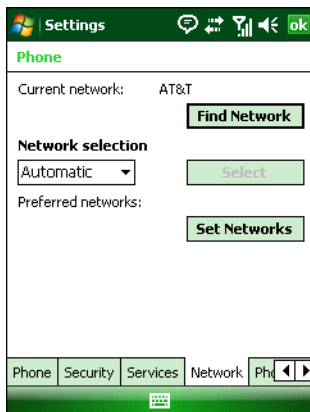 Settings ok
Phone
Current network: AT&T
Find Network
Network selection
Automatic Select
Preferred networks:
Set Networks
Phone Security Services Network